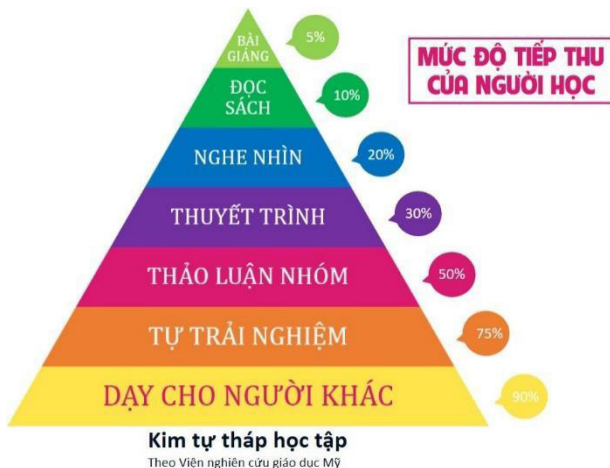 BÀI
GIẢNG
5%
MỨC ĐỘ TIẾP THU
CỦA NGƯỜI HỌC
ĐỌC
SÁCH
10%
NGHE NHÌN
20%
THUYẾT TRÌNH
30%
THẢO LUẬN NHÓM
50%
TỰ TRẢI NGHIỆM
75%
DẠY CHO NGƯỜI KHÁC
90%
Kim tự tháp học tập
Theo Viện nghiên cứu giáo dục Mỹ